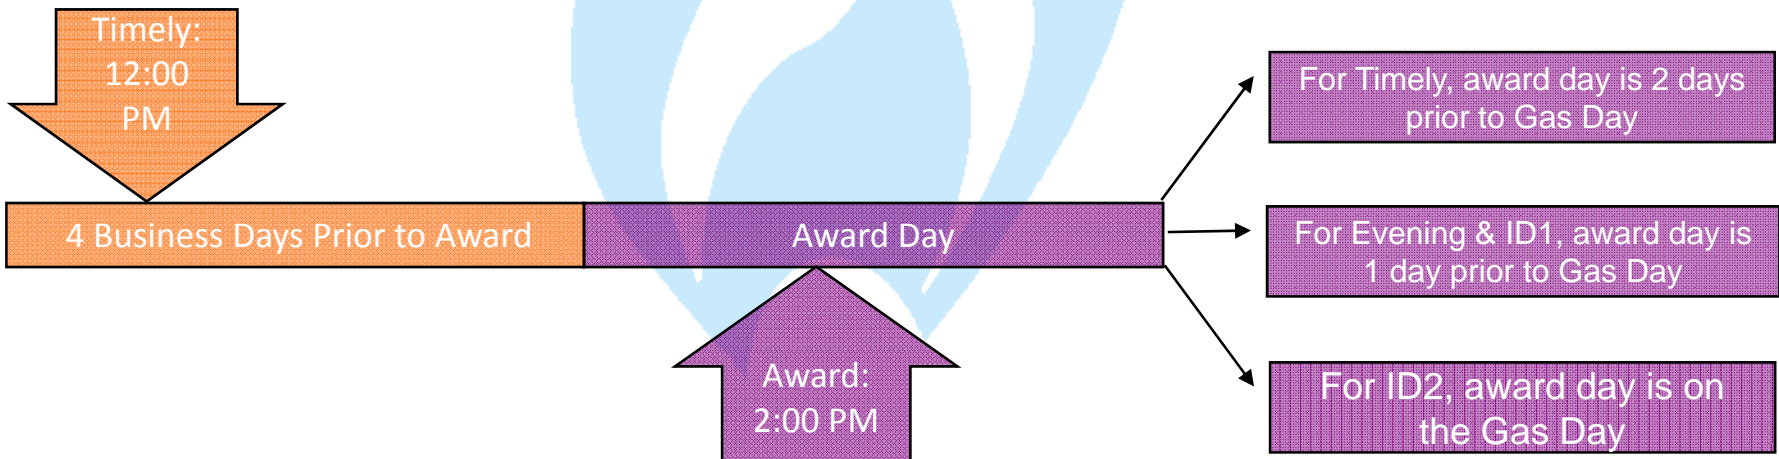 Timely:
12:00
PM
4 Business Days Prior to Award
Award Day
Award:
2:00 PM
For Timely, award day is 2 days
prior to Gas Day
For Evening & ID1, award day is
1 day prior to Gas Day
For ID2, award day is on
the Gas Day